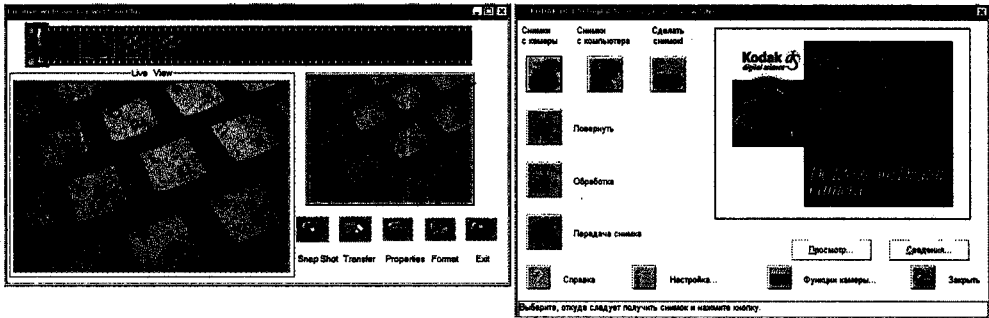 Live View
Snap Shot Transfer Properties Format Exit
Снимки с камеры
Снимки с компьютера
Сделать снимок!
Kodak
digital science
Повернуть
Обработка
Передача снимка
Просмотр...
Сведения...
Справка
Настройка...
Функции камеры...
Закрыть
Выберите, откуда следует получить снимок и нажмите кнопку.